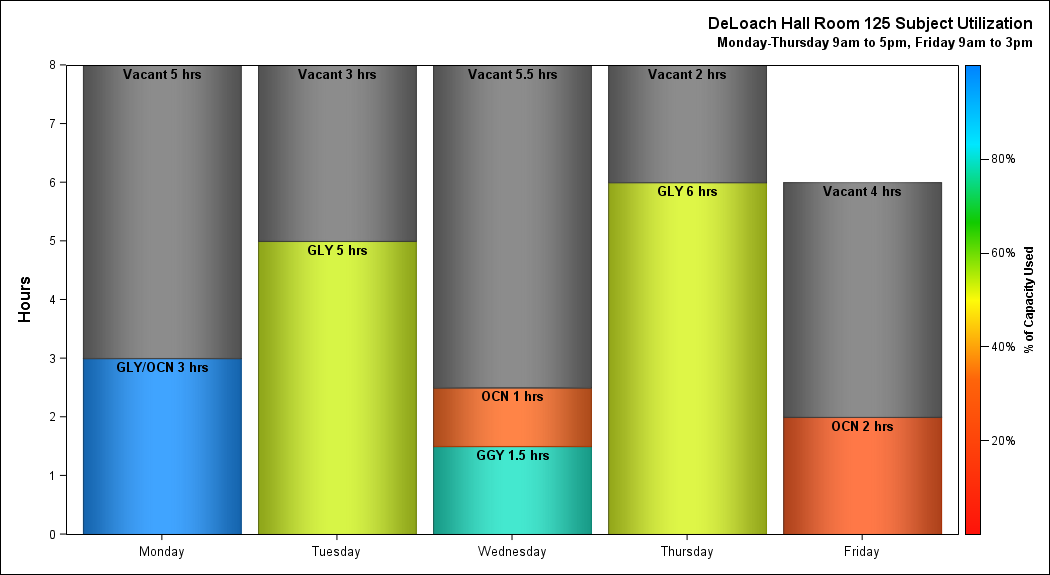 DeLoach Hall Room 125 Subject Utilization
Monday-Thursday 9am to 5pm, Friday 9am to 3pm
Hours
8
7
6
5
4
3
2
1
0
Vacant 5 hrs
GLY/OCN 3 hrs
Vacant 3 hrs
GLY 5 hrs
Vacant 5.5 hrs
OCN 1 hrs
GGY 1.5 hrs
Vacant 2 hrs
GLY 6 hrs
Vacant 4 hrs
OCN 2 hrs
Monday
Tuesday
Wednesday
Thursday
Friday
80%
60%
40%
20%
% of Capacity Used